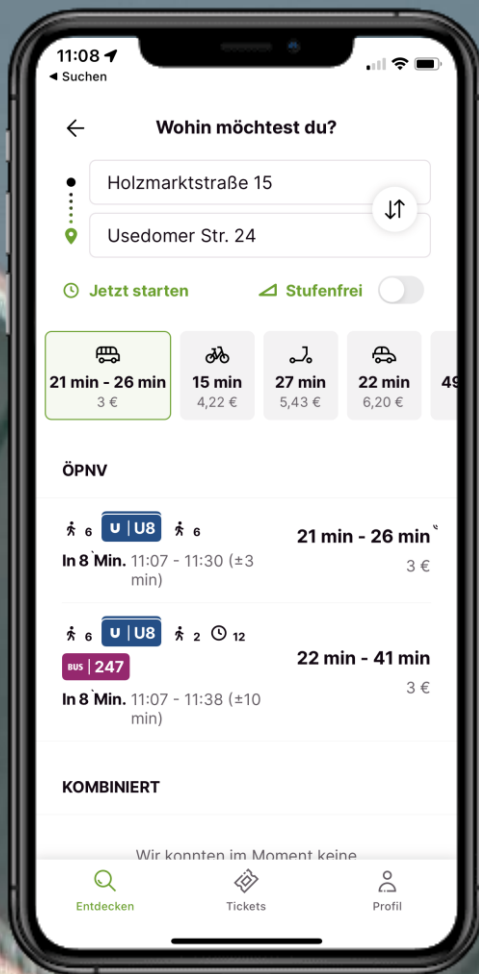 11:08
Suchen
Wohin möchtest du?
Holzmarktstraße 15
Usedomer Str. 24
Jetzt starten Stufenfrei
21 min - 26 min 15 min 27 min 22 min 49
3 € 4,22 € 5,43 € 6,20 €
ÖPNV
6 U | U8 6 21 min - 26 min
In 8 Min. 11:07 - 11:30 (±3 3 €
min)
6 U | U8 2 12
BUS | 247 22 min - 41 min
In 8 Min. 11:07 - 11:38 (±10 3 €
min)
KOMBINIERT
Wir konnten im Moment keine
Entdecken Tickets Profil